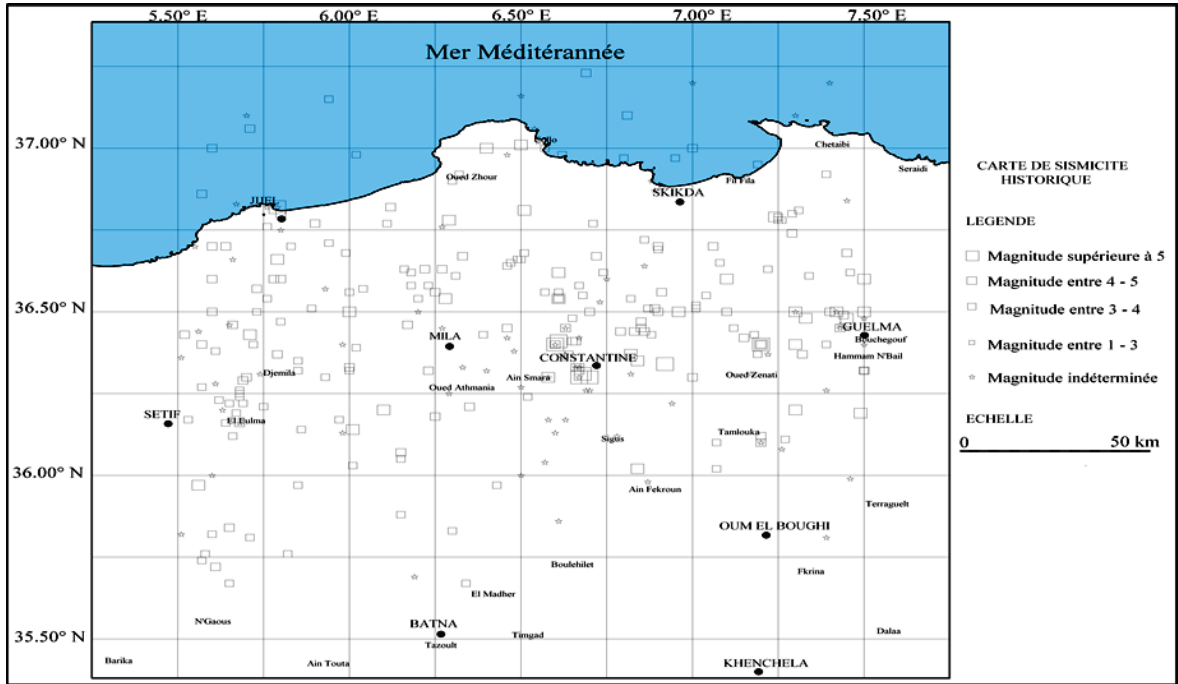 5.50° E
6.00° E
6.50° E
7.00° E
7.50° E
Mer Méditérannée
37.00° N
36.50° N
36.00° N
35.50° N
Chetaibi
Seraidi
Oued Zhour
Fil Fila
SKIKDA
JIJEL
MILA
CONSTANTINE
GUELMA
Bouchegouf
Hammam N'Bail
Djemila
Oued Athmania
Ain Smara
Oued Zenati
SETIF
El Eulma
Sigus
Tamlouka
Ain Fekroun
Terraguelt
OUM EL BOUGHI
Boulehilet
Fkrina
El Madher
N'Gaous
BATNA
Tazoult
Timgad
Dalaa
Barika
Ain Touta
KHENCHELA
CARTE DE SISMICITE
HISTORIQUE
LEGENDE
Magnitude supérieure à 5
Magnitude entre 4 - 5
Magnitude entre 3 - 4
Magnitude entre 1 - 3
Magnitude indéterminée
ECHELLE
0 50 km